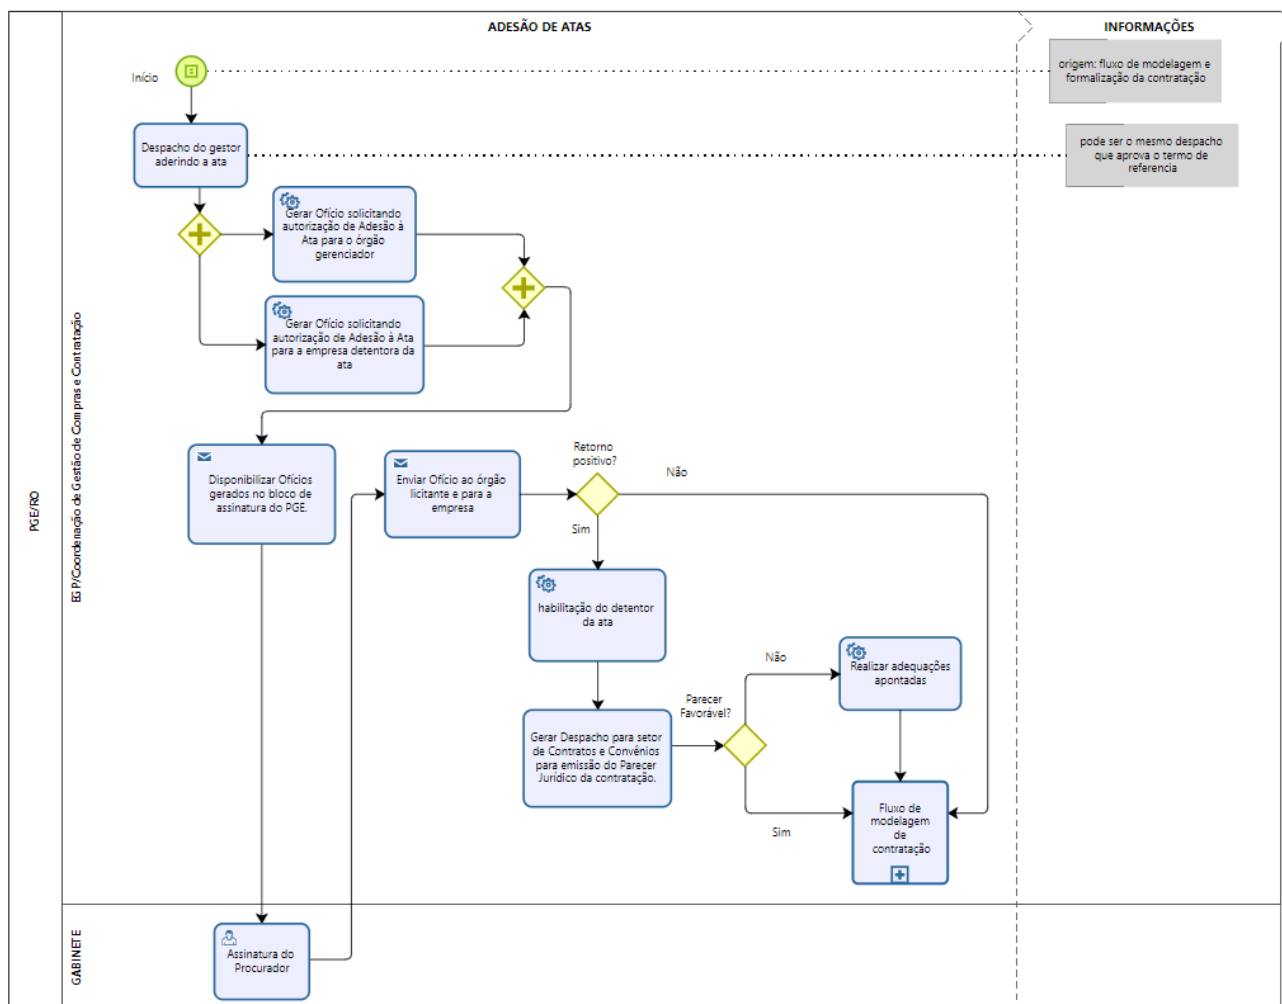 ADESÃO DE ATAS
INFORMAÇÕES
PGE/RO
EGP/Coordenação de Gestão de Compras e Contratação
Início
origem: fluxo de modelagem e
formalização da contratação
Despacho do gestor
aderindo a ata
pode ser o mesmo despacho
que aprova o termo de
referencia
Gerar Ofício solicitando
autorização de Adesão à
Ata para o órgão
gerenciador
Gerar Ofício solicitando
autorização de Adesão à Ata
para a empresa detentora da
ata
Disponibilizar Ofícios
gerados no bloco de
assinatura do PGE.
Enviar Ofício ao órgão
licitante e para a
empresa
Retorno
positivo?
Não
Sim
habilitação do detentor
da ata
Gerar Despacho para setor
de Contratos e Convênios
para emissão do Parecer
Jurídico da contratação.
Parecer
Favorável?
Não
Realizar adequações
apontadas
Sim
Fluxo de
modelagem
de
contratação
GABINETE
Assinatura do
Procurador